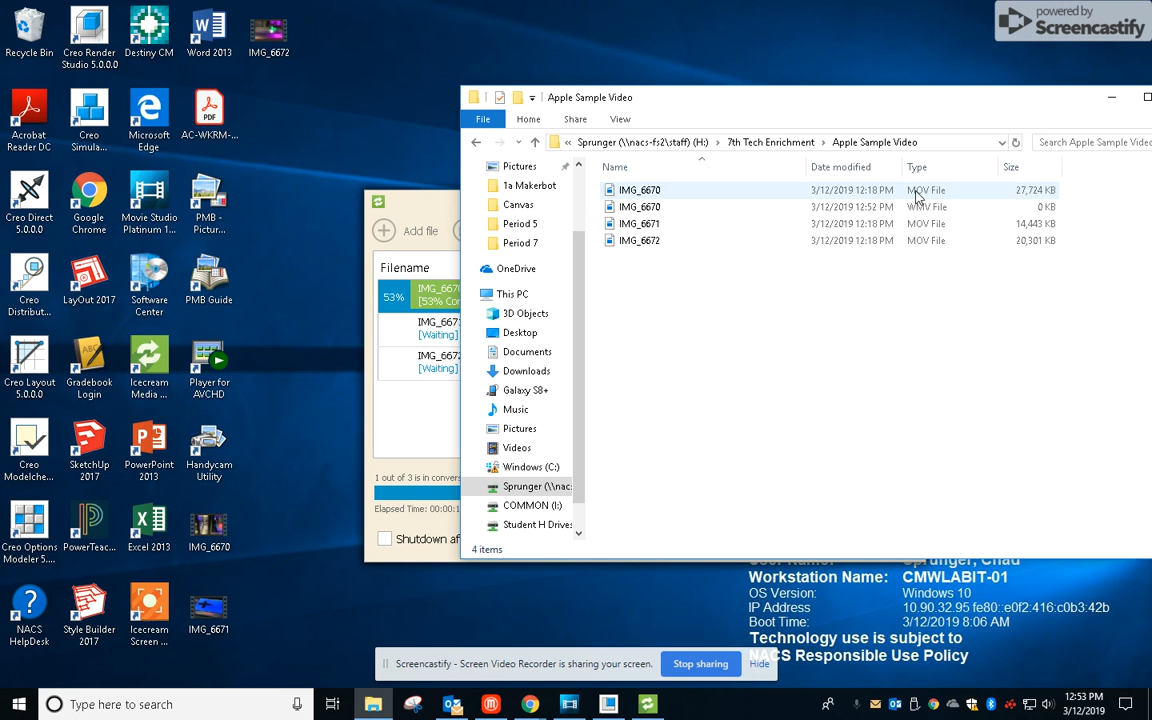 powered by
Screencastify
Recycle Bin
Creo Render
Studio 5.0.0.0
Destiny CM
Word 2013
IMG_6672
Acrobat
Reader DC
Creo
Simula...
Microsoft
Edge
PDF
AC-WKRM-...
Creo Direct
5.0.0.0
Google
Chrome
Movie Studio
Platinum 1...
PMB -
Pictur...
Creo
Distribut...
LayOut 2017
Software
Center
PMB Guide
Creo Layout
5.0.0.0
Gradebook
Login
Icecream
Media ...
Player for
AVCHD
Creo
Modelche...
SketchUp
2017
PowerPoint
2013
Handycam
Utility
Creo Options
Modeler 5....
PowerTeac...
Excel 2013
IMG_6670
NACS
HelpDesk
Style Builder
2017
Icecream
Screen ...
IMG_6671
Add file
Filename
53%
IMG_667
[53% Co
IMG_667
[Waiting]
IMG_667
[Waiting]
1 out of 3 is in convers
Elapsed Time: 00:00:1
Shutdown af
Apple Sample Video
File Home Share View
« Sprunger (\\nacs-fs2\staff) (H:) › 7th Tech Enrichment › Apple Sample Video
Search Apple Sample Video
Pictures
1a Makerbot
Canvas
Period 5
Period 7
OneDrive
This PC
3D Objects
Desktop
Documents
Downloads
Galaxy S8+
Music
Pictures
Videos
Windows (C:)
Sprunger (\\nac:
COMMON (I:)
Student H Drives
Name Date modified Type Size
IMG_6670 3/12/2019 12:18 PM MOV File 27,724 KB
IMG_6670 3/12/2019 12:52 PM WMV File 0 KB
IMG_6671 3/12/2019 12:18 PM MOV File 14,443 KB
IMG_6672 3/12/2019 12:18 PM MOV File 20,301 KB
4 items
User Name: Sprunger, Chad
Workstation Name: CMWLABIT-01
OS Version: Windows 10
IP Address 10.90.32.95 fe80::e0f2:416:c0b3:42b
Boot Time: 3/12/2019 8:06 AM
Technology use is subject to
NACS Responsible Use Policy
Screencastify - Screen Video Recorder is sharing your screen. Stop sharing Hide
Type here to search
12:53 PM
3/12/2019